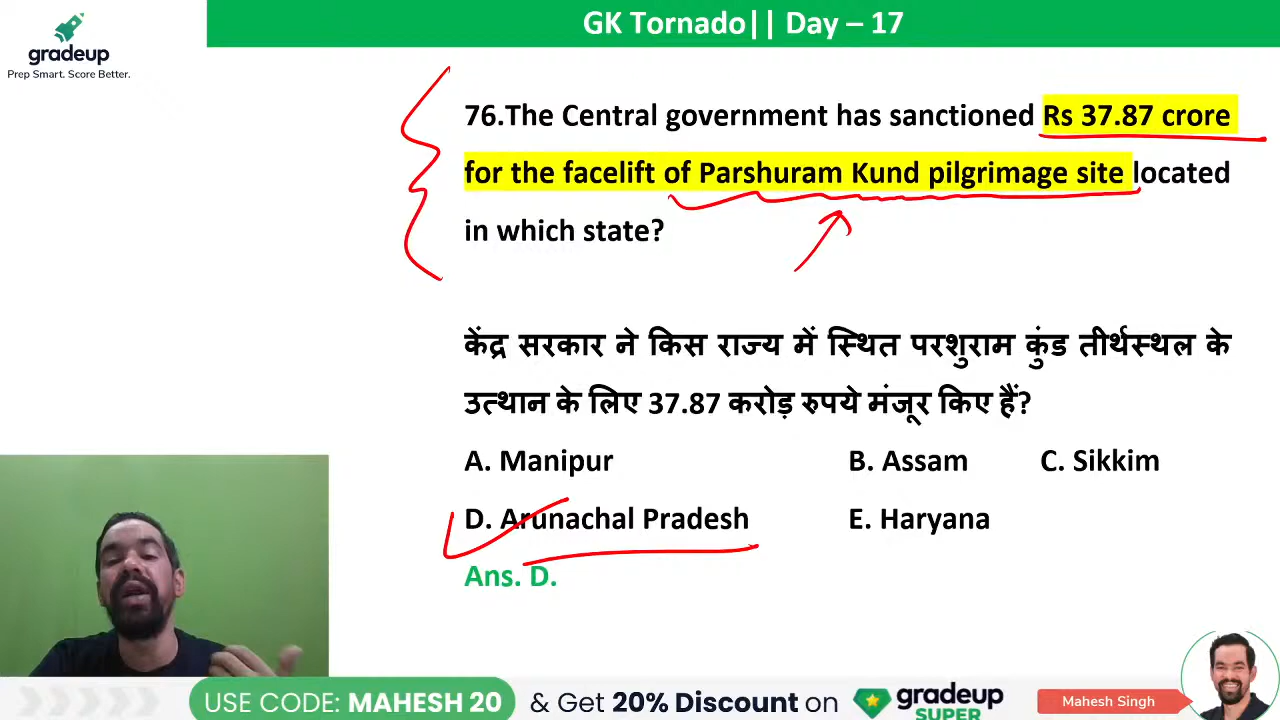 GK Tornado|| Day – 17
gradeup
Prep Smart. Score Better.
76.The Central government has sanctioned Rs 37.87 crore
for the facelift of Parshuram Kund pilgrimage site located
in which state?
केंद्र सरकार ने किस राज्य में स्थित परशुराम कुंड तीर्थस्थल के
उत्थान के लिए 37.87 करोड़ रुपये मंजूर किए हैं?
A. Manipur B. Assam C. Sikkim
D. Arunachal Pradesh E. Haryana
Ans. D.
USE CODE: MAHESH 20 & Get 20% Discount on gradeup SUPER Mahesh Singh